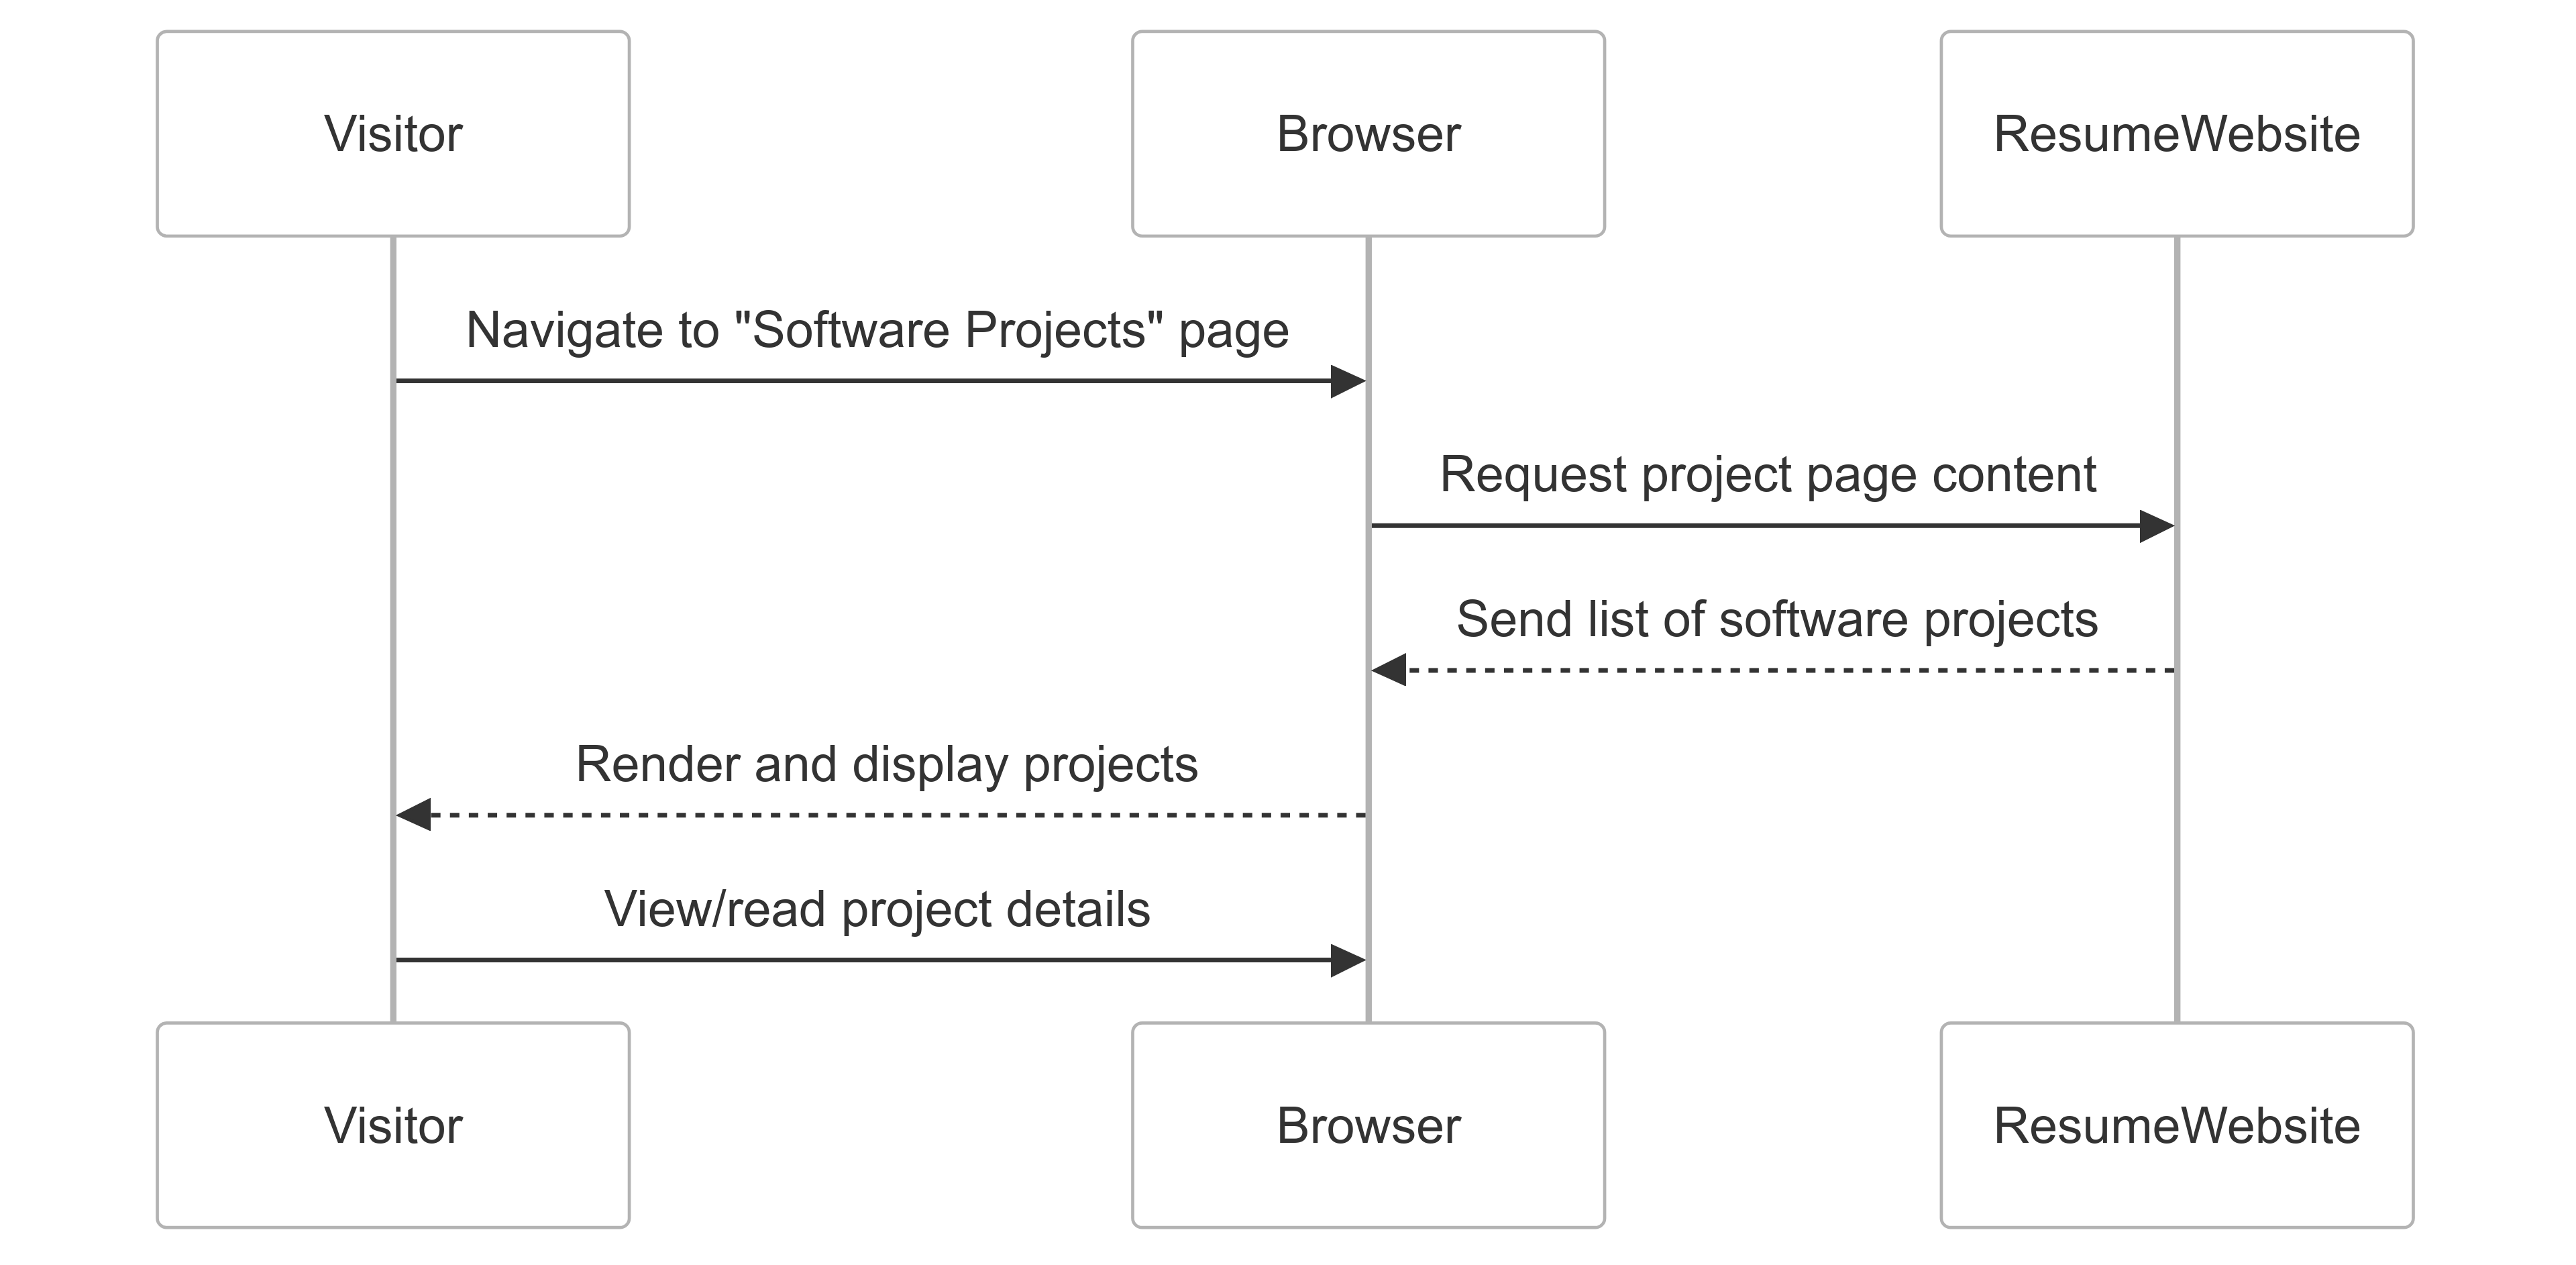 Visitor
Browser
ResumeWebsite
Navigate to "Software Projects" page
Request project page content
Send list of software projects
Render and display projects
View/read project details
Visitor
Browser
ResumeWebsite